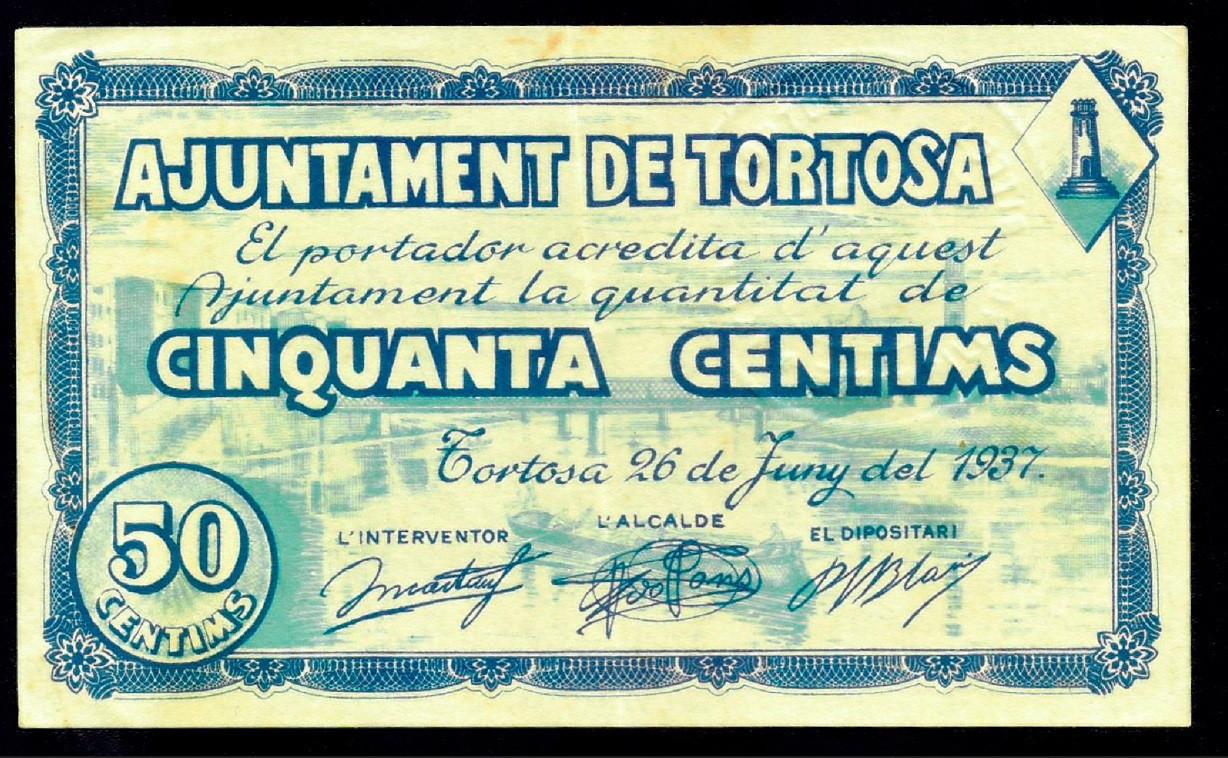 AJUNTAMENT DE TORTOSA
El portador acredita d'aquest
Ajuntament la quantitat de
CINQUANTA CENTIMS
Tortosa 26 de Juny del 1937.
L'INTERVENTOR L'ALCALDE EL DIPOSITARI
50
CENTIMS